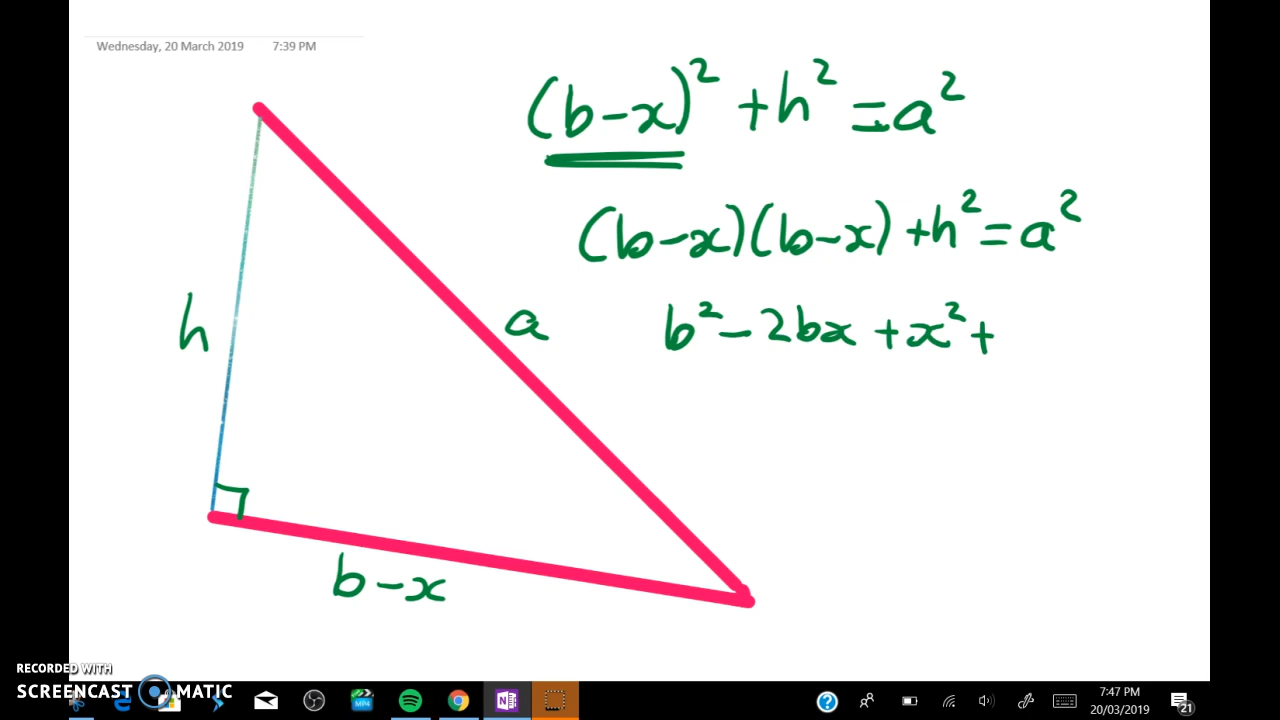 Wednesday, 20 March 2019 7:39 PM
(b-x)² + h² = a²
(b-x)(b-x) + h² = a²
b² - 2bx + x² +
h
a
b-x
RECORDED WITH
SCREENCAST MATIC
MP4
N
?
7:47 PM
20/03/2019
21